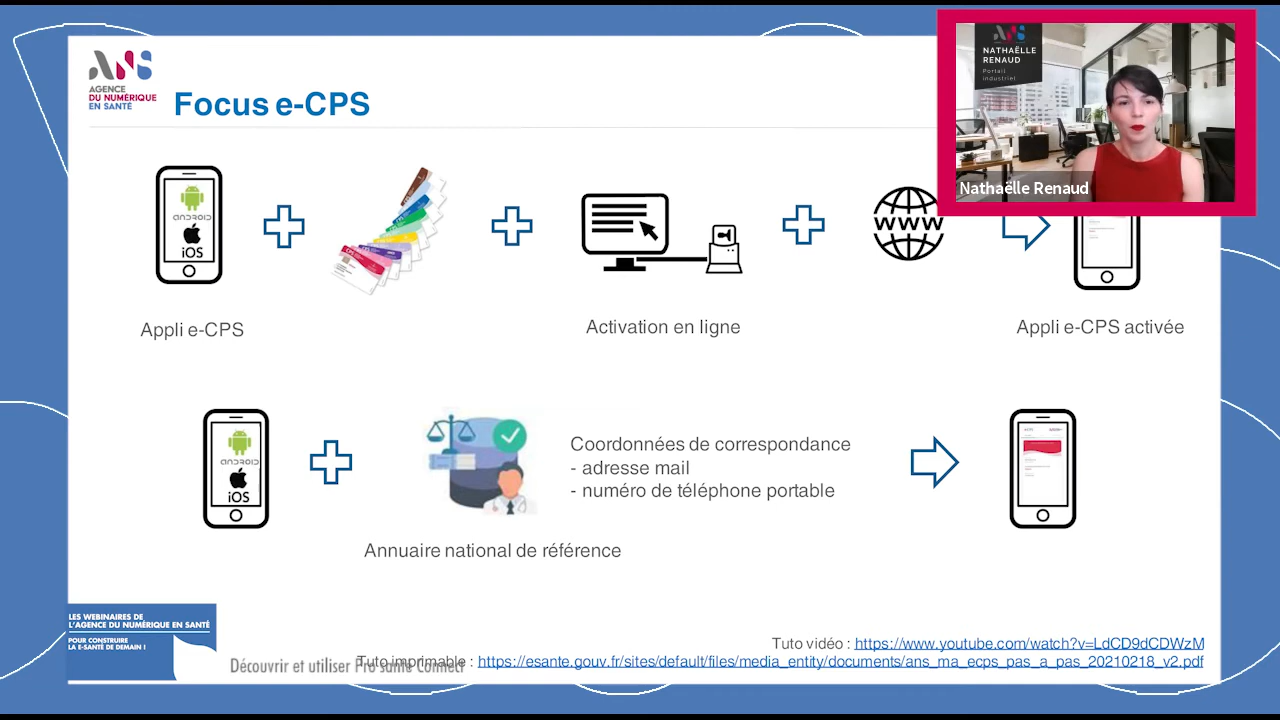 ANS
AGENCE
DU NUMÉRIQUE
EN SANTÉ
Focus e-CPS
NATHAËLLE
RENAUD
Portail
industriel
Nathaëlle Renaud
ANDROID
iOS
WWW
Appli e-CPS
Activation en ligne
Appli e-CPS activée
ANDROID
iOS
Coordonnées de correspondance
- adresse mail
- numéro de téléphone portable
Annuaire national de référence
LES WEBINAIRES DE
L'AGENCE DU NUMÉRIQUE EN SANTÉ
POUR CONSTRUIRE
LA E-SANTÉ DE DEMAIN !
Découvrir et utiliser Pro Santé Connect
Tuto vidéo : https://www.youtube.com/watch?v=LdCD9dCDWzM
Tuto imprimable : https://esante.gouv.fr/sites/default/files/media_entity/documents/ans_ma_ecps_pas_a_pas_20210218_v2.pdf